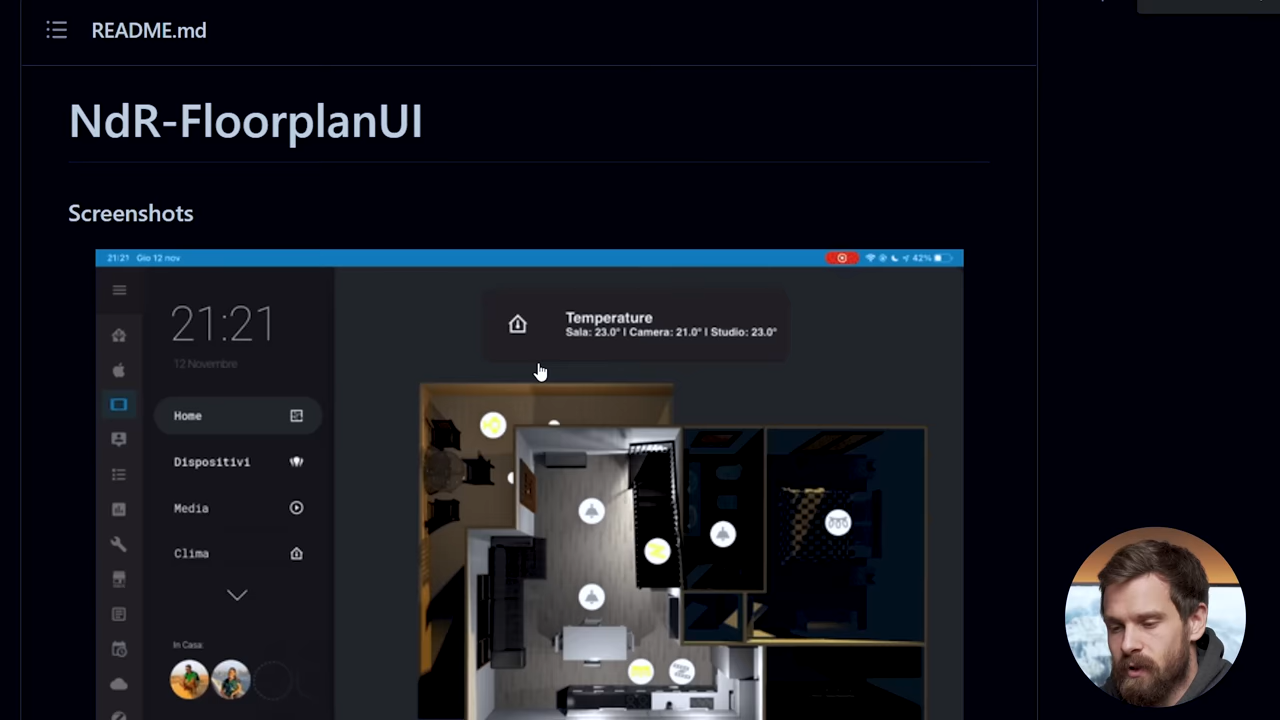 README.md
NdR-FloorplanUI
Screenshots
21:21 Gio 12 nov
42%
21:21
12 Novembre
Temperature
Sala: 23.0° | Camera: 21.0° | Studio: 23.0°
Home
Dispositivi
Media
Clima
In Casa: